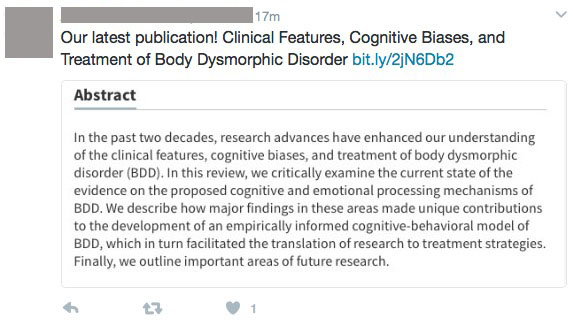 17m
Our latest publication! Clinical Features, Cognitive Biases, and
Treatment of Body Dysmorphic Disorder bit.ly/2jN6Db2
Abstract
In the past two decades, research advances have enhanced our understanding
of the clinical features, cognitive biases, and treatment of body dysmorphic
disorder (BDD). In this review, we critically examine the current state of the
evidence on the proposed cognitive and emotional processing mechanisms of
BDD. We describe how major findings in these areas made unique contributions
to the development of an empirically informed cognitive-behavioral model of
BDD, which in turn facilitated the translation of research to treatment strategies.
Finally, we outline important areas of future research.
1